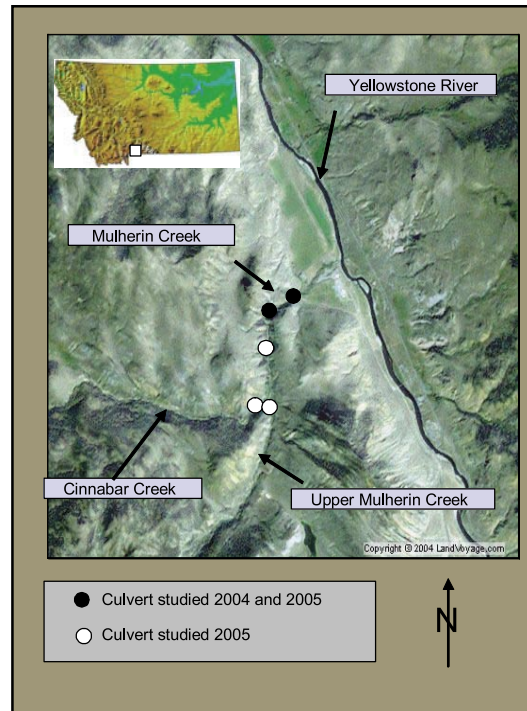 Yellowstone River
Mulherin Creek
Cinnabar Creek
Upper Mulherin Creek
Copyright © 2004 LandVoyage.com
Culvert studied 2004 and 2005
Culvert studied 2005
N